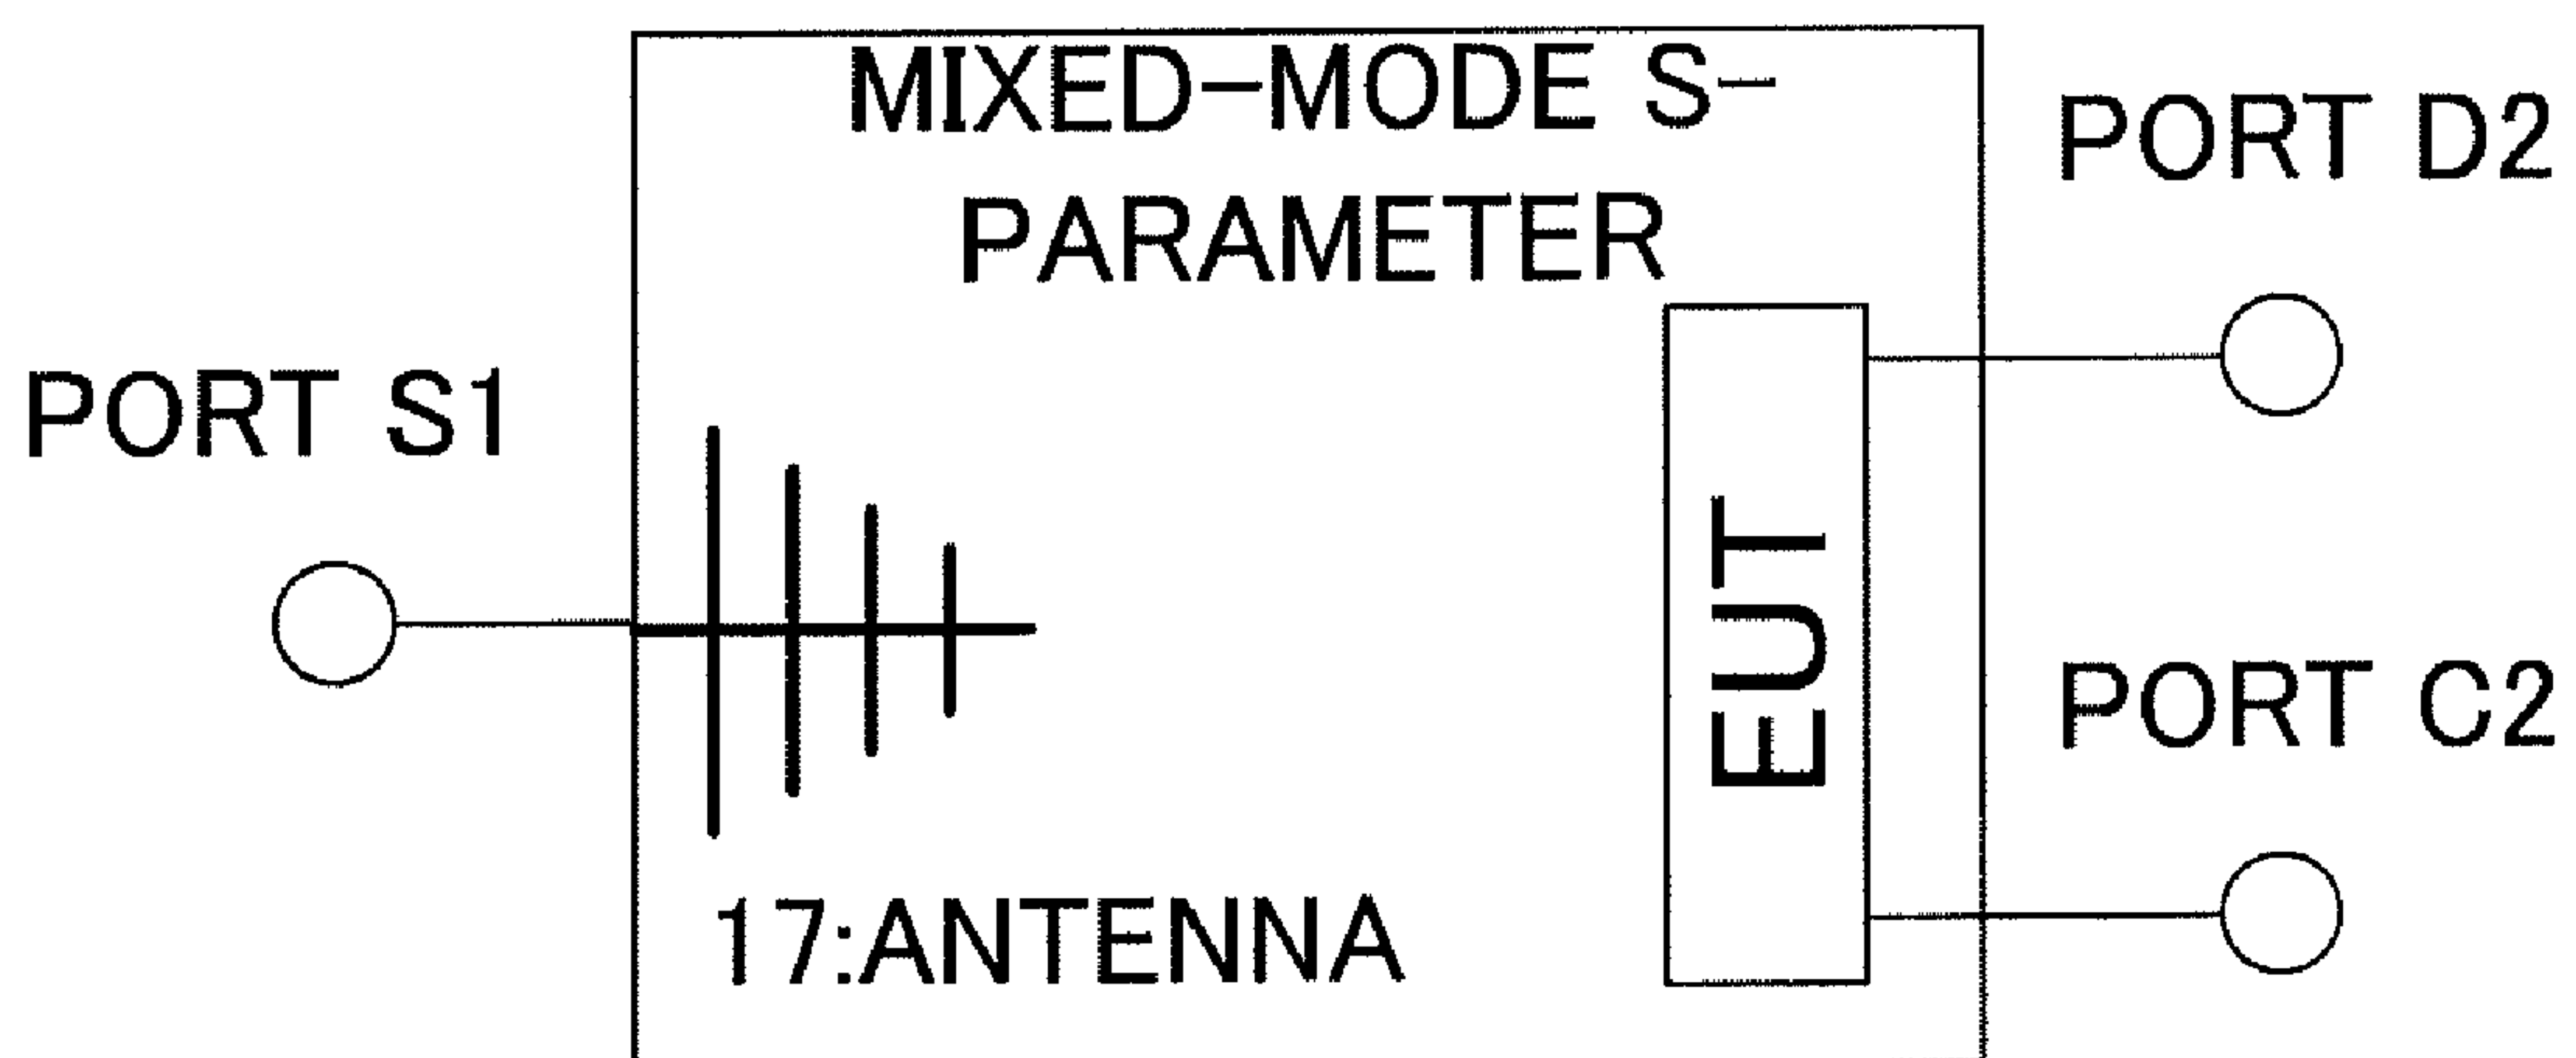 MIXED-MODE S-
PARAMETER
PORT D2
PORT S1
EUT
PORT C2
17:ANTENNA